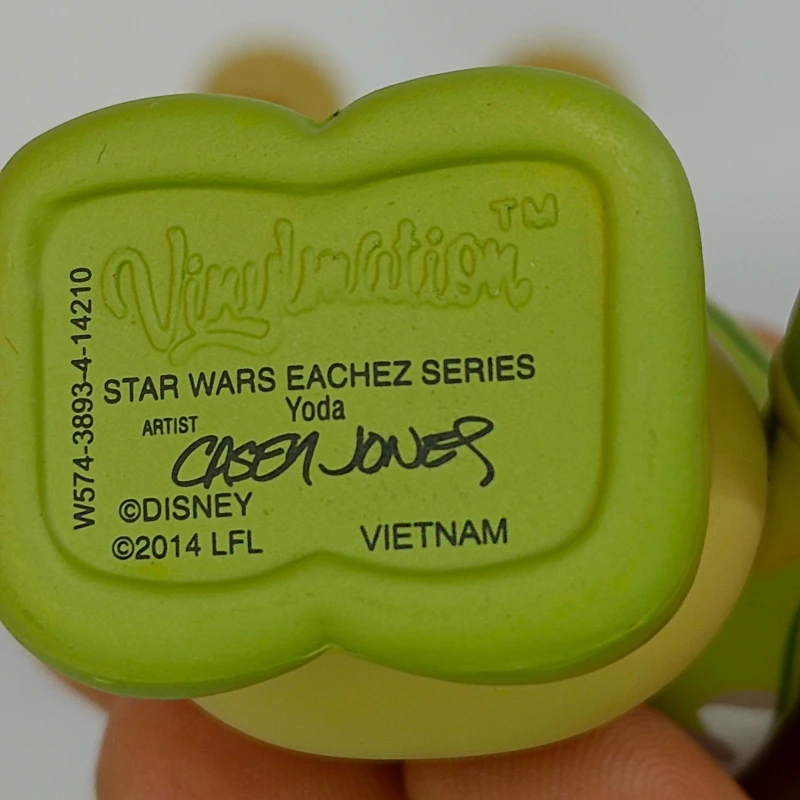 Vinylmation™
STAR WARS EACHEZ SERIES
Yoda
ARTIST
CASEY JONES
©DISNEY
©2014 LFL
VIETNAM
W574-3893-4-14210